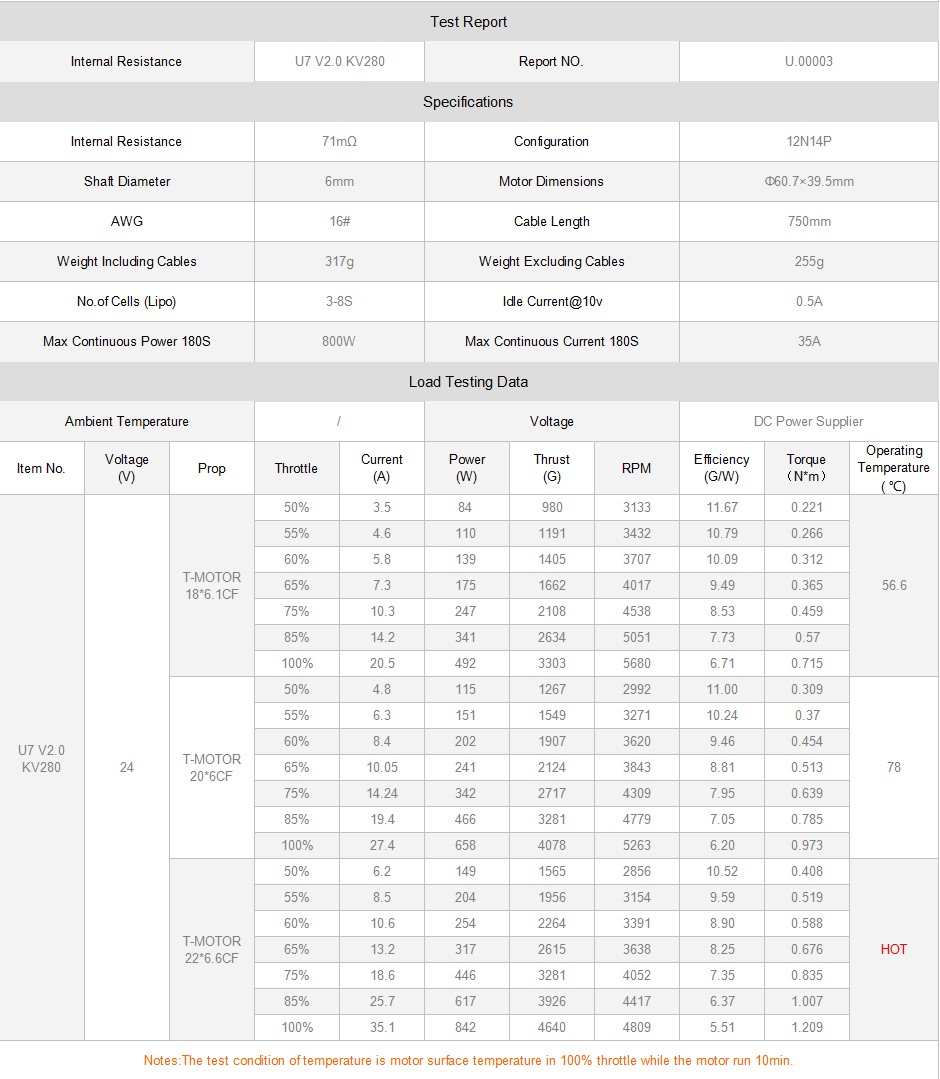 Test Report
Internal Resistance U7 V2.0 KV280 Report NO. U.00003
Specifications
Internal Resistance 71mΩ Configuration 12N14P
Shaft Diameter 6mm Motor Dimensions Φ60.7×39.5mm
AWG 16# Cable Length 750mm
Weight Including Cables 317g Weight Excluding Cables 255g
No.of Cells (Lipo) 3-8S Idle Current@10v 0.5A
Max Continuous Power 180S 800W Max Continuous Current 180S 35A
Load Testing Data
Ambient Temperature / Voltage DC Power Supplier
Item No. Voltage (V) Prop Throttle Current (A) Power (W) Thrust (G) RPM Efficiency (G/W) Torque (N*m) Operating Temperature (℃)
U7 V2.0 KV280
24
T-MOTOR 18*6.1CF
50% 3.5 84 980 3133 11.67 0.221
55% 4.6 110 1191 3432 10.79 0.266
60% 5.8 139 1405 3707 10.09 0.312
65% 7.3 175 1662 4017 9.49 0.365
75% 10.3 247 2108 4538 8.53 0.459
85% 14.2 341 2634 5051 7.73 0.57
100% 20.5 492 3303 5680 6.71 0.715
56.6
T-MOTOR 20*6CF
50% 4.8 115 1267 2992 11.00 0.309
55% 6.3 151 1549 3271 10.24 0.37
60% 8.4 202 1907 3620 9.46 0.454
65% 10.05 241 2124 3843 8.81 0.513
75% 14.24 342 2717 4309 7.95 0.639
85% 19.4 466 3281 4779 7.05 0.785
100% 27.4 658 4078 5263 6.20 0.973
78
T-MOTOR 22*6.6CF
50% 6.2 149 1565 2856 10.52 0.408
55% 8.5 204 1956 3154 9.59 0.519
60% 10.6 254 2264 3391 8.90 0.588
65% 13.2 317 2615 3638 8.25 0.676
75% 18.6 446 3281 4052 7.35 0.835
85% 25.7 617 3926 4417 6.37 1.007
100% 35.1 842 4640 4809 5.51 1.209
HOT
Notes:The test condition of temperature is motor surface temperature in 100% throttle while the motor run 10min.